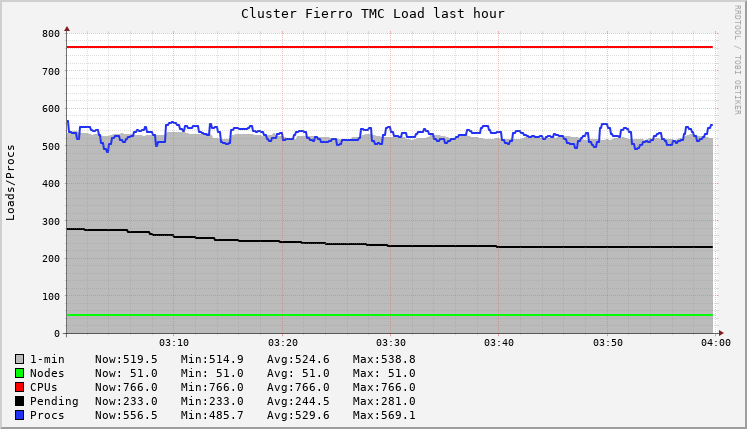 Cluster Fierro TMC Load last hour
RRDTOOL / TOBI OETIKER
Loads/Procs
800
700
600
500
400
300
200
100
0
03:10 03:20 03:30 03:40 03:50 04:00
1-min Now:519.5 Min:514.9 Avg:524.6 Max:538.8
Nodes Now: 51.0 Min: 51.0 Avg: 51.0 Max: 51.0
CPUs Now:766.0 Min:766.0 Avg:766.0 Max:766.0
Pending Now:233.0 Min:233.0 Avg:244.5 Max:281.0
Procs Now:556.5 Min:485.7 Avg:529.6 Max:569.1